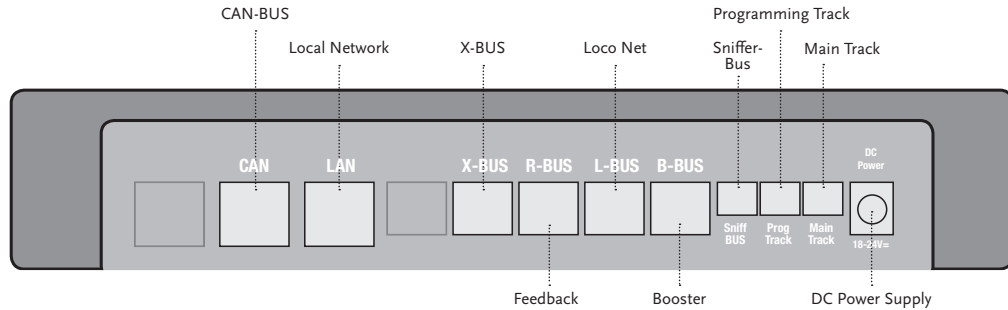 CAN-BUS
Programming Track
Local Network
X-BUS
Loco Net
Sniffer-
Bus
Main Track
CAN
LAN
X-BUS
R-BUS
L-BUS
B-BUS
DC
Power
Sniff
BUS
Prog
Track
Main
Track
18-24V=
Feedback
Booster
DC Power Supply